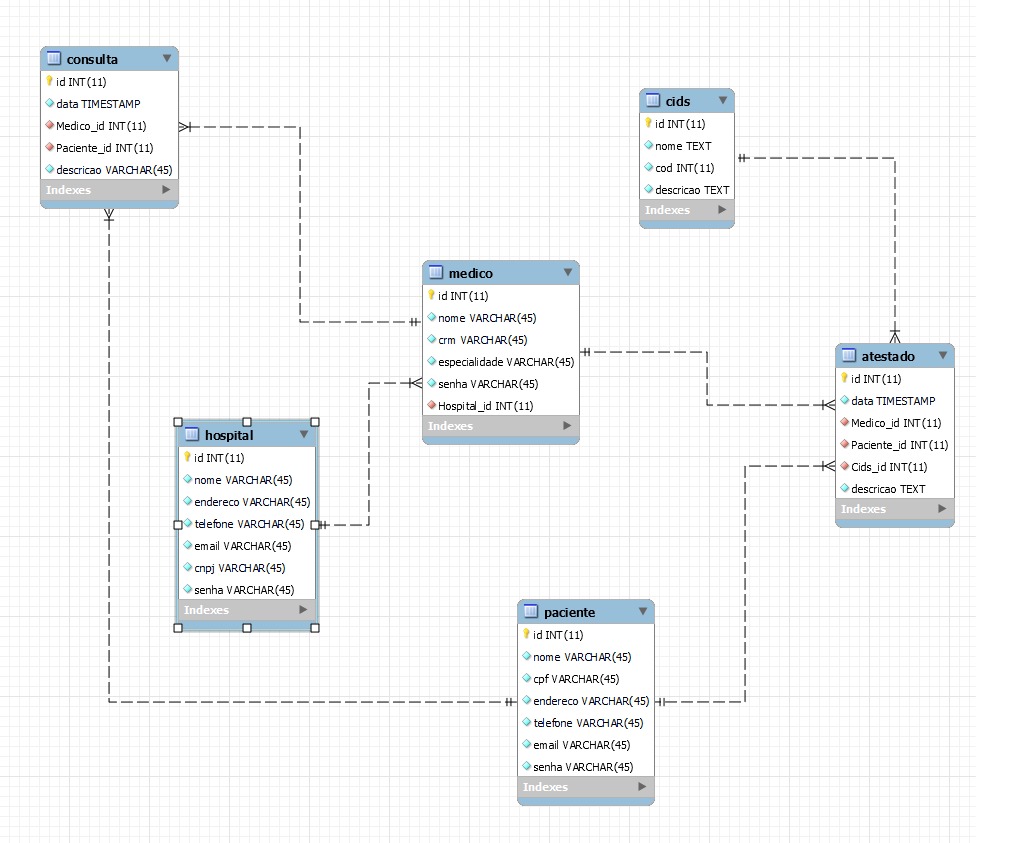 consulta
id INT(11)
data TIMESTAMP
Medico_id INT(11)
Paciente_id INT(11)
descricao VARCHAR(45)
Indexes
cids
id INT(11)
nome TEXT
cod INT(11)
descricao TEXT
Indexes
medico
id INT(11)
nome VARCHAR(45)
crm VARCHAR(45)
especialidade VARCHAR(45)
senha VARCHAR(45)
Hospital_id INT(11)
Indexes
atestado
id INT(11)
data TIMESTAMP
Medico_id INT(11)
Paciente_id INT(11)
Cids_id INT(11)
descricao TEXT
Indexes
hospital
id INT(11)
nome VARCHAR(45)
endereco VARCHAR(45)
telefone VARCHAR(45)
email VARCHAR(45)
cnpj VARCHAR(45)
senha VARCHAR(45)
Indexes
paciente
id INT(11)
nome VARCHAR(45)
cpf VARCHAR(45)
endereco VARCHAR(45)
telefone VARCHAR(45)
email VARCHAR(45)
senha VARCHAR(45)
Indexes